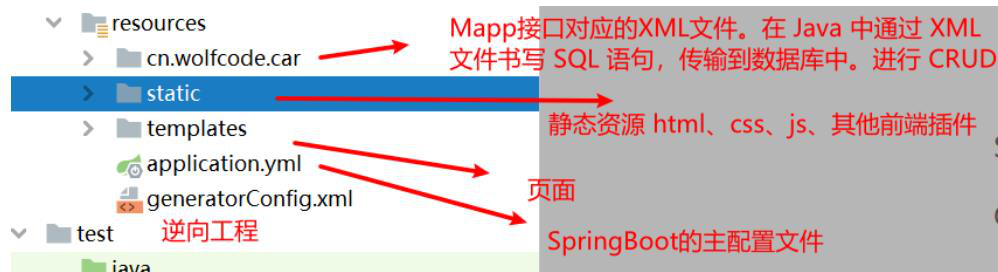 resources
Mapp接口对应的XML文件。在 Java 中通过 XML
cn.wolfcode.car
文件书写 SQL 语句，传输到数据库中。进行 CRUD
static
静态资源 html、css、js、其他前端插件
templates
application.yml
页面
generatorConfig.xml
test
逆向工程
SpringBoot的主配置文件
java